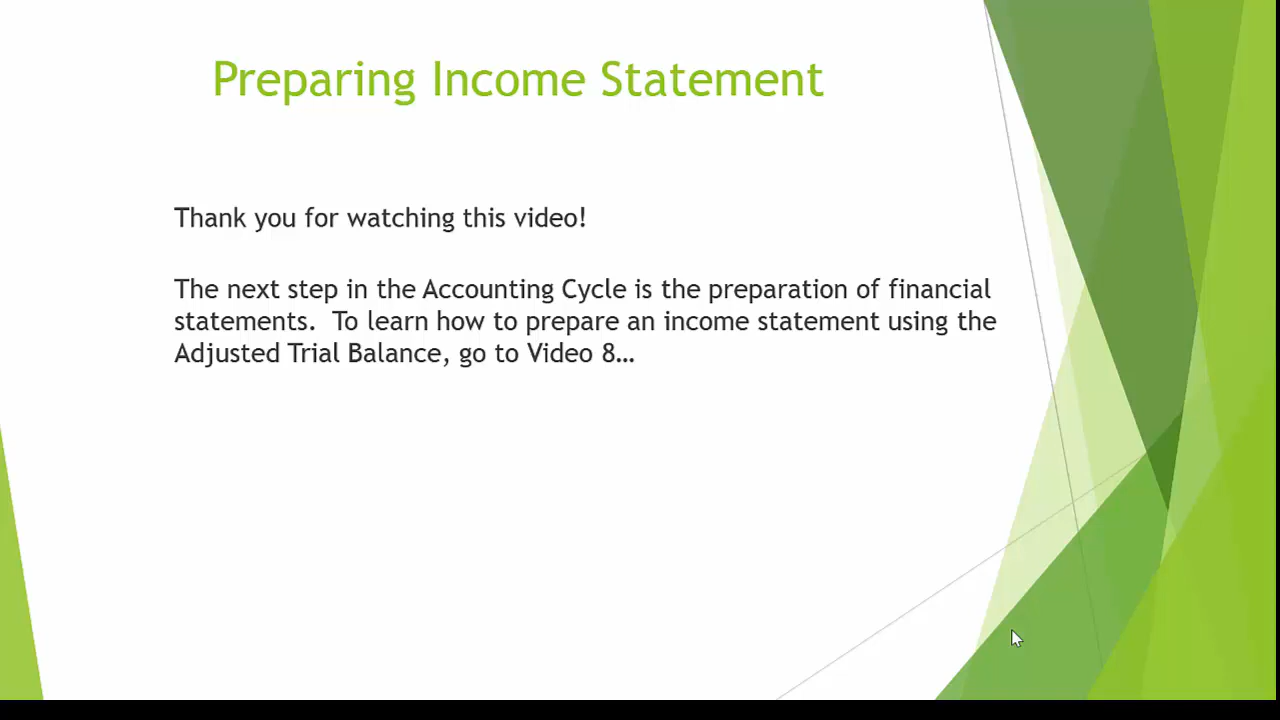 Preparing Income Statement
Thank you for watching this video!
The next step in the Accounting Cycle is the preparation of financial
statements.  To learn how to prepare an income statement using the
Adjusted Trial Balance, go to Video 8…